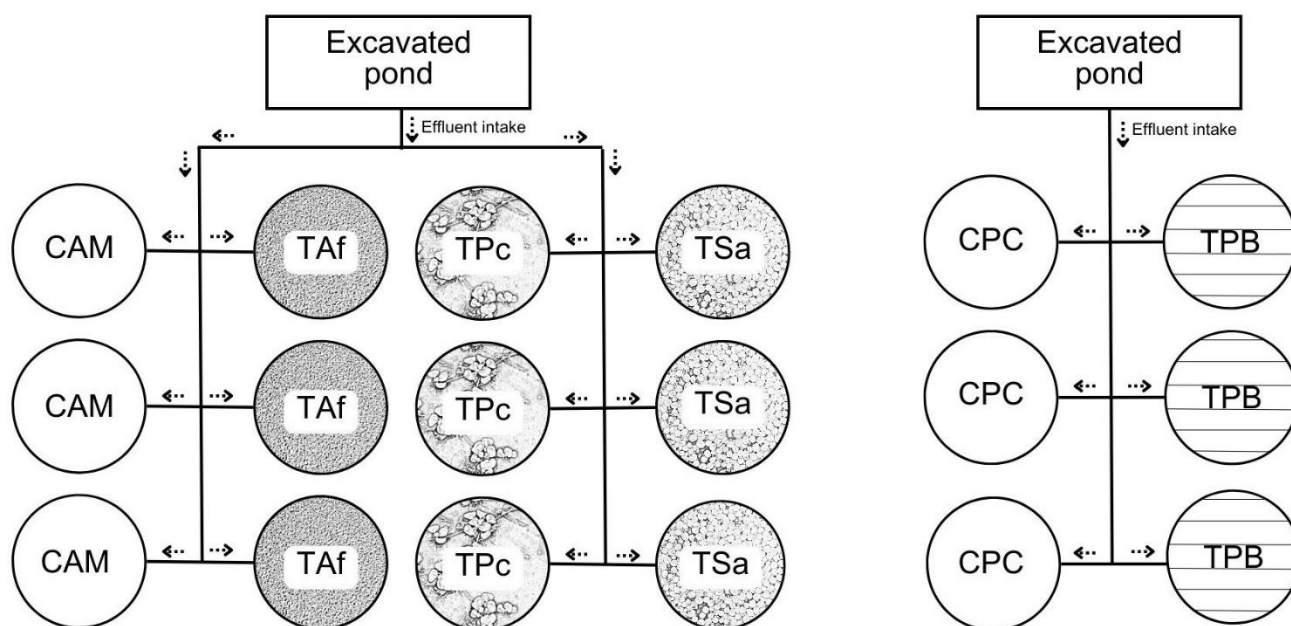 Excavated
pond
Effluent intake
CAM
TAf
TPc
TSa
CAM
TAf
TPc
TSa
CAM
TAf
TPc
TSa
Excavated
pond
Effluent intake
CPC
TPB
CPC
TPB
CPC
TPB